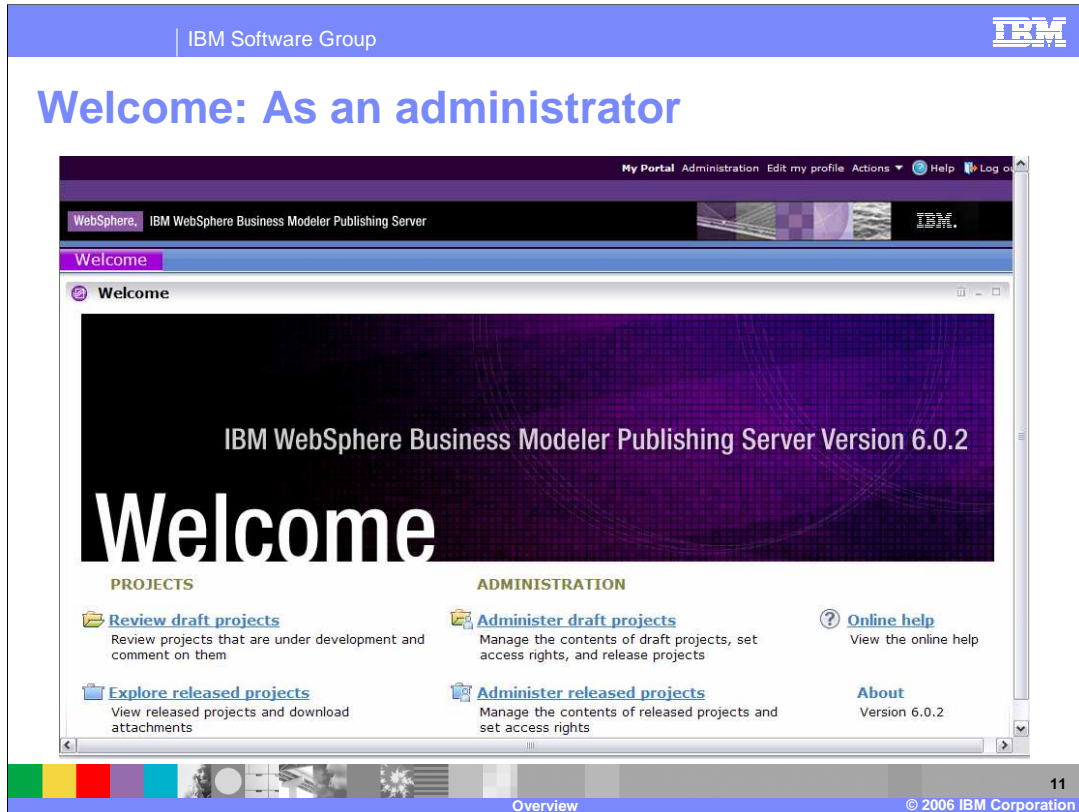 IBM Software Group
IBM
Welcome: As an administrator
My Portal Administration Edit my profile Actions Help Log ou
WebSphere. IBM WebSphere Business Modeler Publishing Server
IBM.
Welcome
Welcome
IBM WebSphere Business Modeler Publishing Server Version 6.0.2
Welcome
PROJECTS
Review draft projects
Review projects that are under development and
comment on them
Explore released projects
View released projects and download
attachments
ADMINISTRATION
Administer draft projects
Manage the contents of draft projects, set
access rights, and release projects
Administer released projects
Manage the contents of released projects and
set access rights
Online help
View the online help
About
Version 6.0.2
11
Overview
© 2006 IBM Corporation